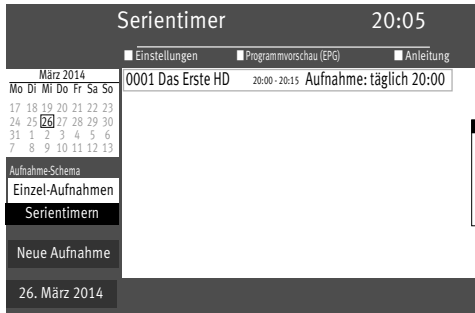 Serientimer 20:05
Einstellungen Programmvorschau (EPG) Anleitung
März 2014
Mo Di Mi Do Fr Sa So
17 18 19 20 21 22 23
24 25 26 27 28 29 30
31 1 2 3 4 5 6
7 8 9 10 11 12 13
0001 Das Erste HD 20:00 - 20:15 Aufnahme: täglich 20:00
Aufnahme-Schema
Einzel-Aufnahmen
Serientimern
Neue Aufnahme
26. März 2014